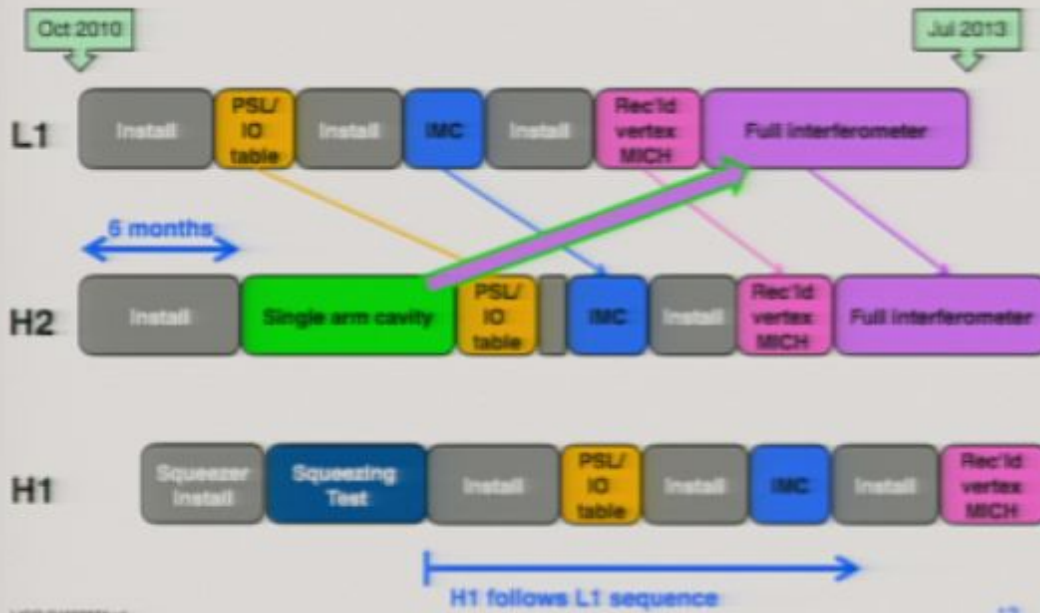 Oct 2010
Jul 2013
L1
Install
PSL/
IO
table
Install
IMC
Install
Rec'ld
vertex
MICH
Full interferometer
6 months
H2
Install
Single arm cavity
PSL/
IO
table
IMC
Install
Rec'ld
vertex
MICH
Full interferometer
H1
Squeezer
Install
Squeezing
Test
Install
PSL/
IO
table
Install
IMC
Install
Rec'ld
vertex
MICH
H1 follows L1 sequence